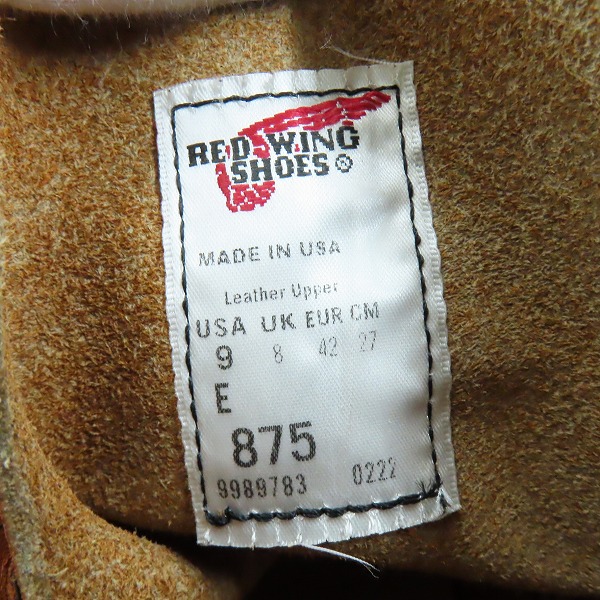 RED WING
SHOES®
MADE IN USA
Leather Upper
USA UK EUR CM
9 8 42 27
E
875
9989783 0222